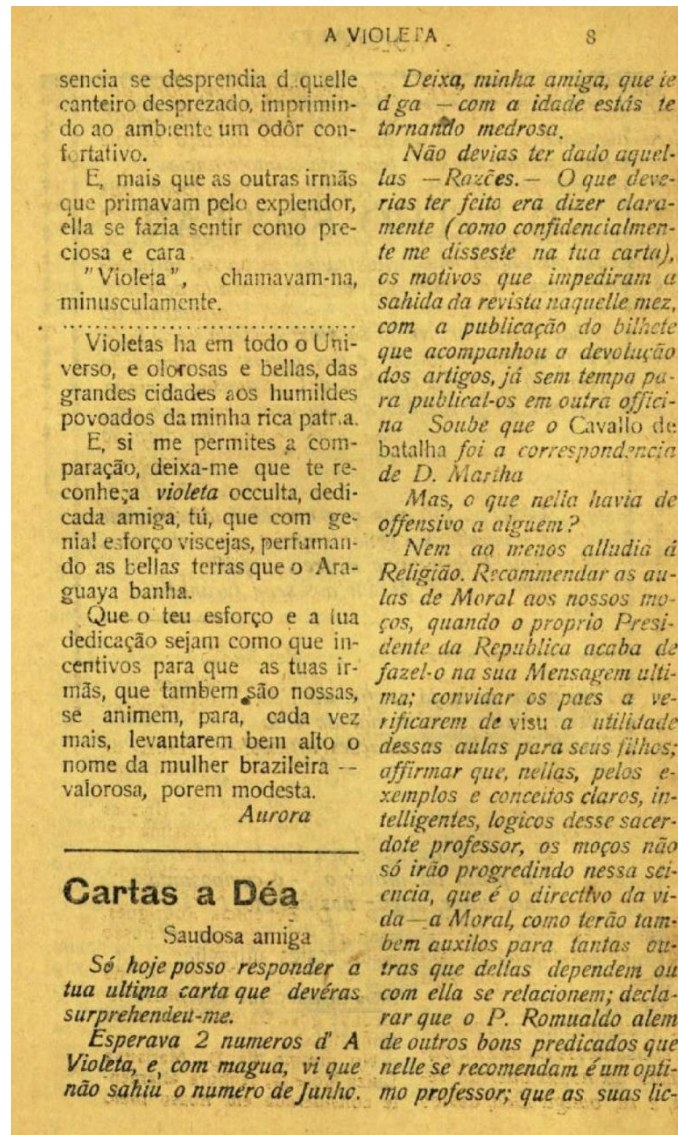 A VIOLETA 8
sencia se desprendia d quelle
canteiro desprezado, imprimin-
do ao ambiente um odôr con-
fortativo.
E, mais que as outras irmãs
que primavam pelo explendor,
ella se fazia sentir como pre-
ciosa e cara.
"Violeta", chamavam-na,
minusculamente.
Violetas ha em todo o Uni-
verso, e olorosas e bellas, das
grandes cidades aos humildes
povoados da minha rica patria.
E, si me permites a com-
paração, deixa-me que te re-
conheça violeta occulta, dedi-
cada amiga; tú, que com ge-
nial esforço viscejas, perfuman-
do as bellas terras que o Ara-
guaya banha.
Que o teu esforço e a tua
dedicação sejam como que in-
centivos para que as tuas ir-
mãs, que tambem são nossas,
se animem, para, cada vez
mais, levantarem bem alto o
nome da mulher brazileira --
valorosa, porem modesta.
Aurora
Cartas a Déa
Saudosa amiga
Só hoje posso responder á
tua ultima carta que devéras
surprehendeu-me.
Esperava 2 numeros d' A
Violeta, e, com magua, vi que
não sahiu o numero de Junho.
Deixa, minha amiga, que te
d'ga — com a idade estás te
tornando medrosa.
Não devias ter dado aquel-
las — Razões. — O que deve-
rias ter feito era dizer clara-
mente (como confidencialmen-
te me disseste na tua carta),
os motivos que impediram a
sahida da revista naquelle mez,
com a publicação do bilhete
que acompanhou a devolução
dos artigos, já sem tempo pa-
ra publical-os em outra offici-
na Soube que o Cavallo de
batalha foi a correspondencia
de D. Martha
Mas, o que nella havia de
offensivo a alguem?
Nem ao menos alludia á
Religião. Recommendar as au-
las de Moral aos nossos mo-
ços, quando o proprio Presi-
dente da Republica acaba de
fazel-o na sua Mensagem ulti-
ma; convidar os paes a ve-
rificarem de visu a utilidade
dessas aulas para seus filhos;
affirmar que, nellas, pelos e-
xemplos e conceitos claros, in-
telligentes, logicos desse sacer-
dote professor, os moços não
só irão progredindo nessa sci-
encia, que é o directivo da vi-
da—a Moral, como terão tam-
bem auxilos para tantas ou-
tras que dellas dependem ou
com ella se relacionem; decla-
rar que o P. Romualdo alem
de outros bons predicados que
nelle se recomendam é um opti-
mo professor; que as suas lic-